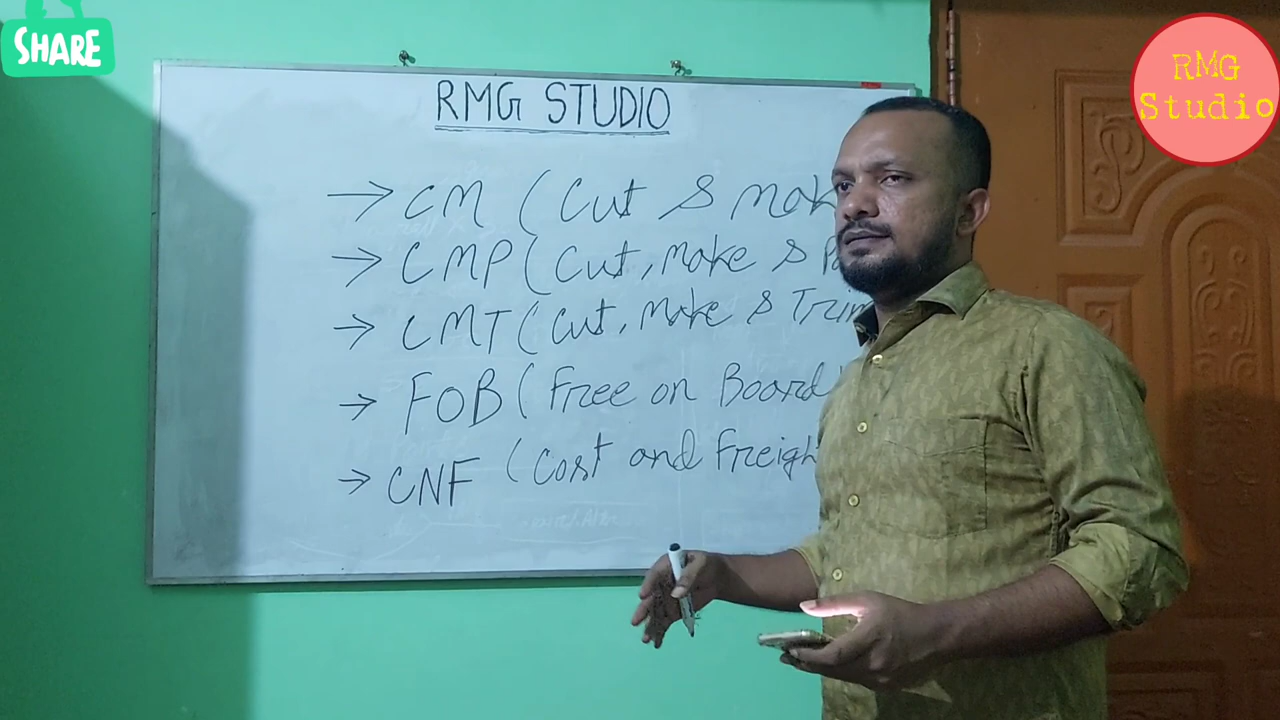 SHARE
RMG
Studio
RMG STUDIO
→ CM ( Cut & Mak
→ CMP ( Cut, Make & P
→ CMT ( Cut, Make & Trim
→ FOB ( Free on Board
→ CNF ( Cost and Freigh